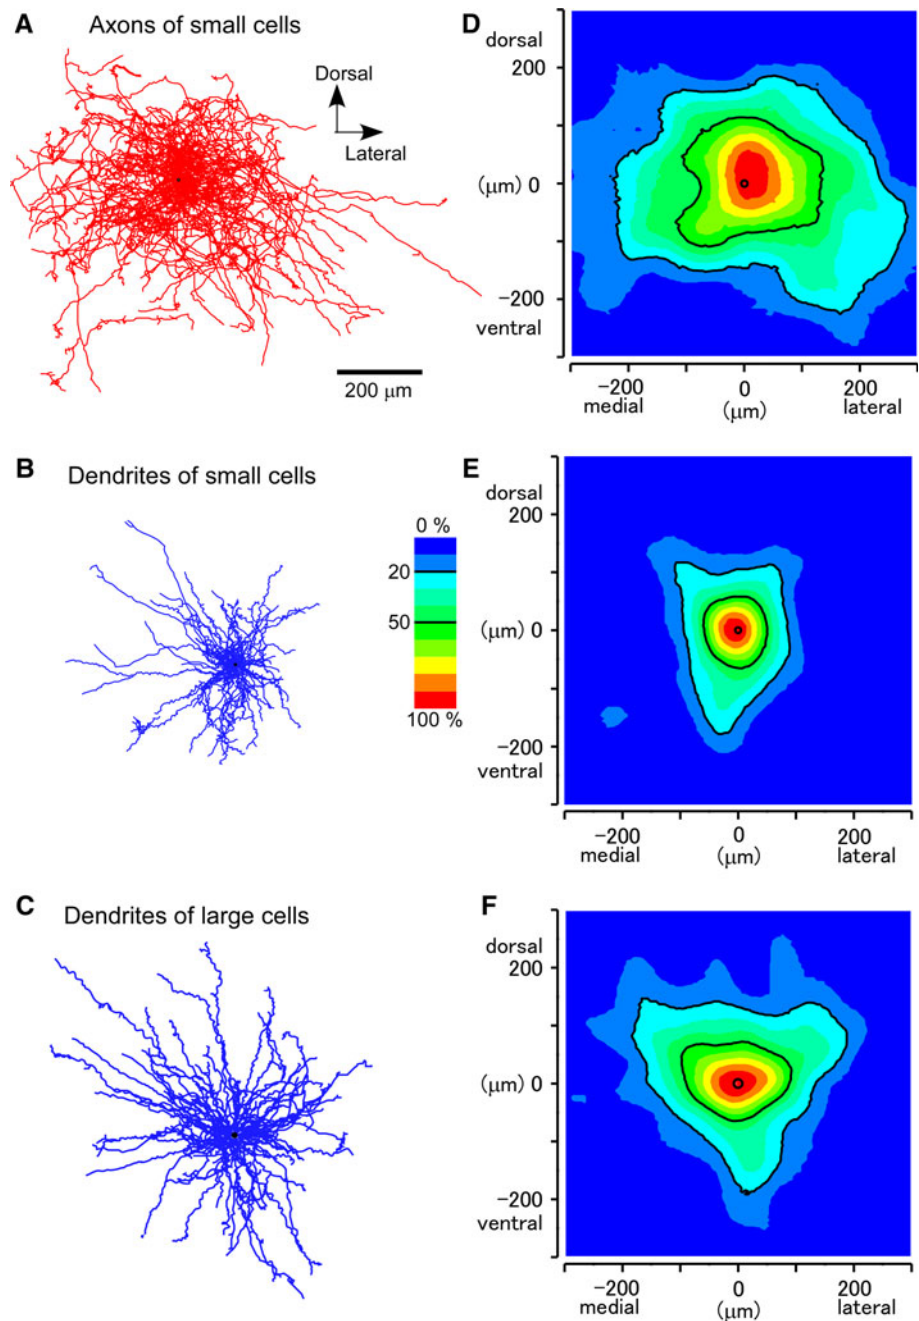 A
Axons of small cells
Dorsal
Lateral
200 μm
D
dorsal
200
(μm) 0
−200
ventral
−200 0 200
medial (μm) lateral
B
Dendrites of small cells
0 %
20
50
100 %
E
dorsal
200
(μm) 0
−200
ventral
−200 0 200
medial (μm) lateral
C
Dendrites of large cells
F
dorsal
200
(μm) 0
−200
ventral
−200 0 200
medial (μm) lateral